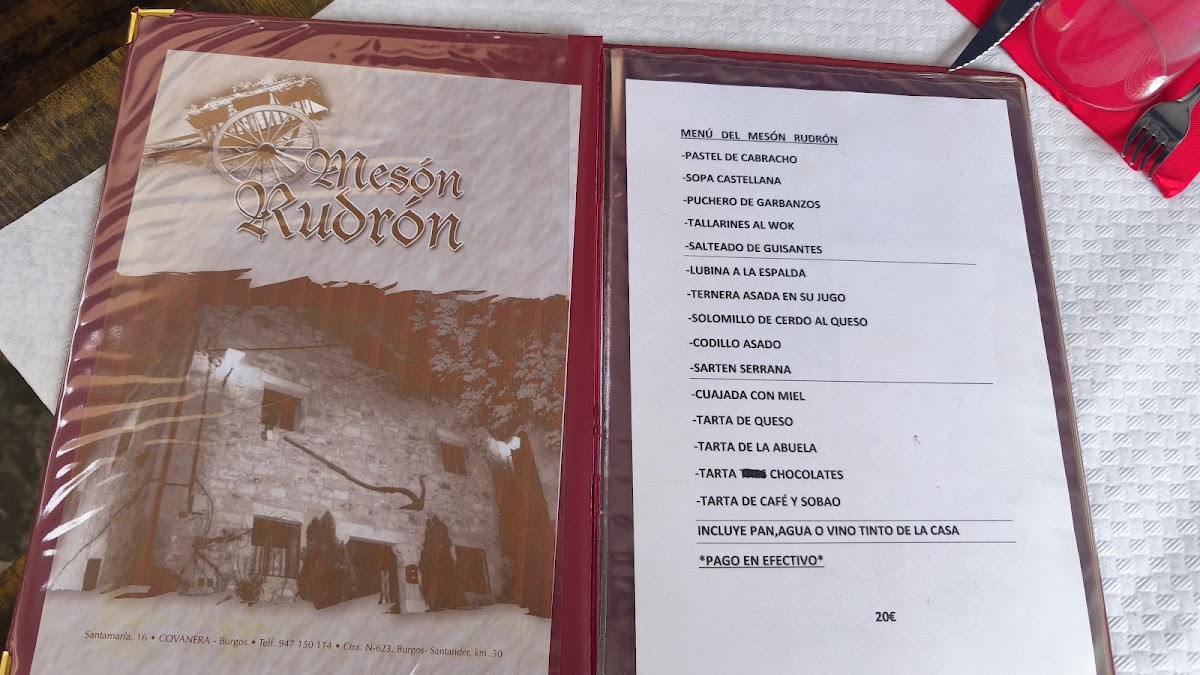 Mesón
Rudrón
Santamaría, 16 • COVANERA - Burgos • Telf. 947 150 114 • Ctra. N-623, Burgos- Santander, km. 50
MENÚ DEL MESÓN RUDRÓN
-PASTEL DE CABRACHO
-SOPA CASTELLANA
-PUCHERO DE GARBANZOS
-TALLARINES AL WOK
-SALTEADO DE GUISANTES
-LUBINA A LA ESPALDA
-TERNERA ASADA EN SU JUGO
-SOLOMILLO DE CERDO AL QUESO
-CODILLO ASADO
-SARTEN SERRANA
-CUAJADA CON MIEL
-TARTA DE QUESO
-TARTA DE LA ABUELA
-TARTA CHOCOLATES
-TARTA DE CAFÉ Y SOBAO
INCLUYE PAN,AGUA O VINO TINTO DE LA CASA
*PAGO EN EFECTIVO*
20€